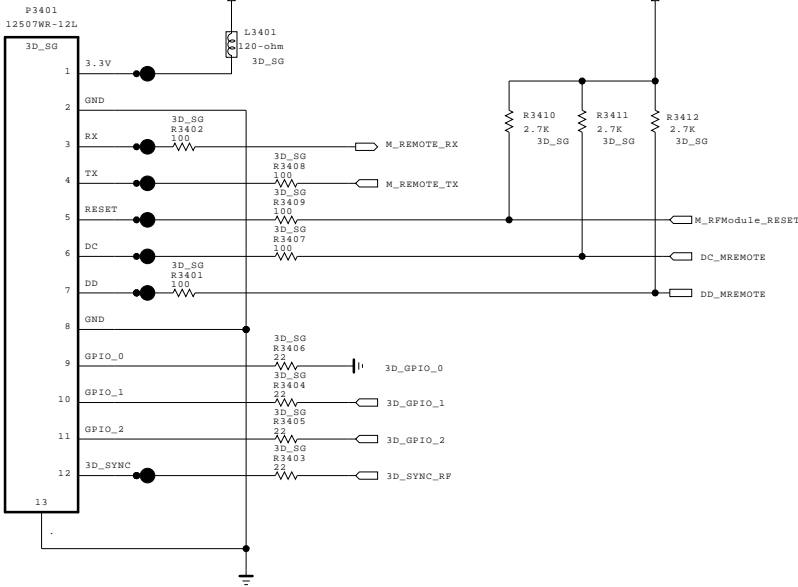 P3401
12507WR-12L
3D_SG
L3401
120-ohm
3D_SG
1
3.3V
2
GND
3
RX
3D_SG
R3402
100
M_REMOTE_RX
4
TX
3D_SG
R3408
100
M_REMOTE_TX
5
RESET
3D_SG
R3409
100
M_RFModule_RESET
6
DC
3D_SG
R3407
100
DC_MREMOTE
7
DD
3D_SG
R3401
100
DD_MREMOTE
R3410
2.7K
3D_SG
R3411
2.7K
3D_SG
R3412
2.7K
3D_SG
8
GND
9
GPIO_0
3D_SG
R3406
22
3D_GPIO_0
10
GPIO_1
3D_SG
R3404
22
3D_GPIO_1
11
GPIO_2
3D_SG
R3405
22
3D_GPIO_2
12
3D_SYNC
3D_SG
R3403
22
3D_SYNC_RF
13
.